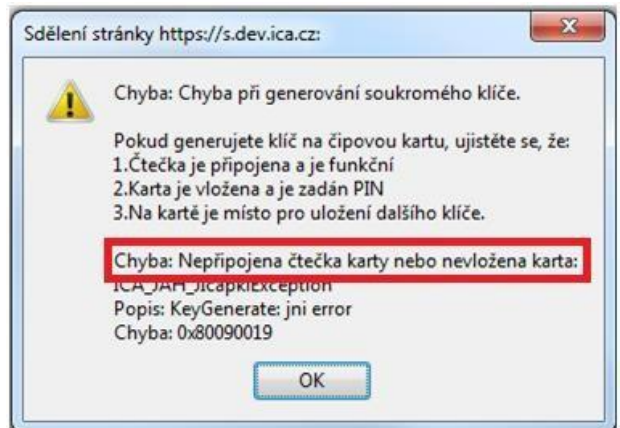 Sdělení stránky https://s.dev.ica.cz:
Chyba: Chyba při generování soukromého klíče.
Pokud generujete klíč na čipovou kartu, ujistěte se, že:
1.Čtečka je připojena a je funkční
2.Karta je vložena a je zadán PIN
3.Na kartě je místo pro uložení dalšího klíče.
Chyba: Nepřipojena čtečka karty nebo nevložena karta:
ICA_JAH_JIcapkiException
Popis: KeyGenerate: jni error
Chyba: 0x80090019
OK